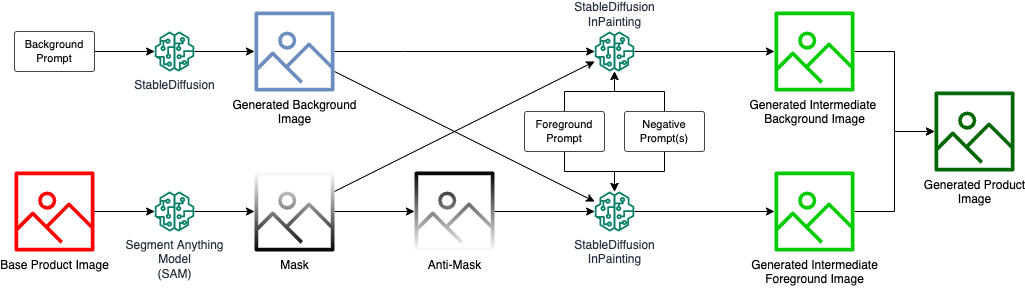 StableDiffusion
InPainting
Background
Prompt
StableDiffusion
Generated Background
Image
Generated Intermediate
Background Image
Foreground
Prompt
Negative
Prompt(s)
Generated Product
Image
Base Product Image
Segment Anything
Model
(SAM)
Mask
Anti-Mask
StableDiffusion
InPainting
Generated Intermediate
Foreground Image